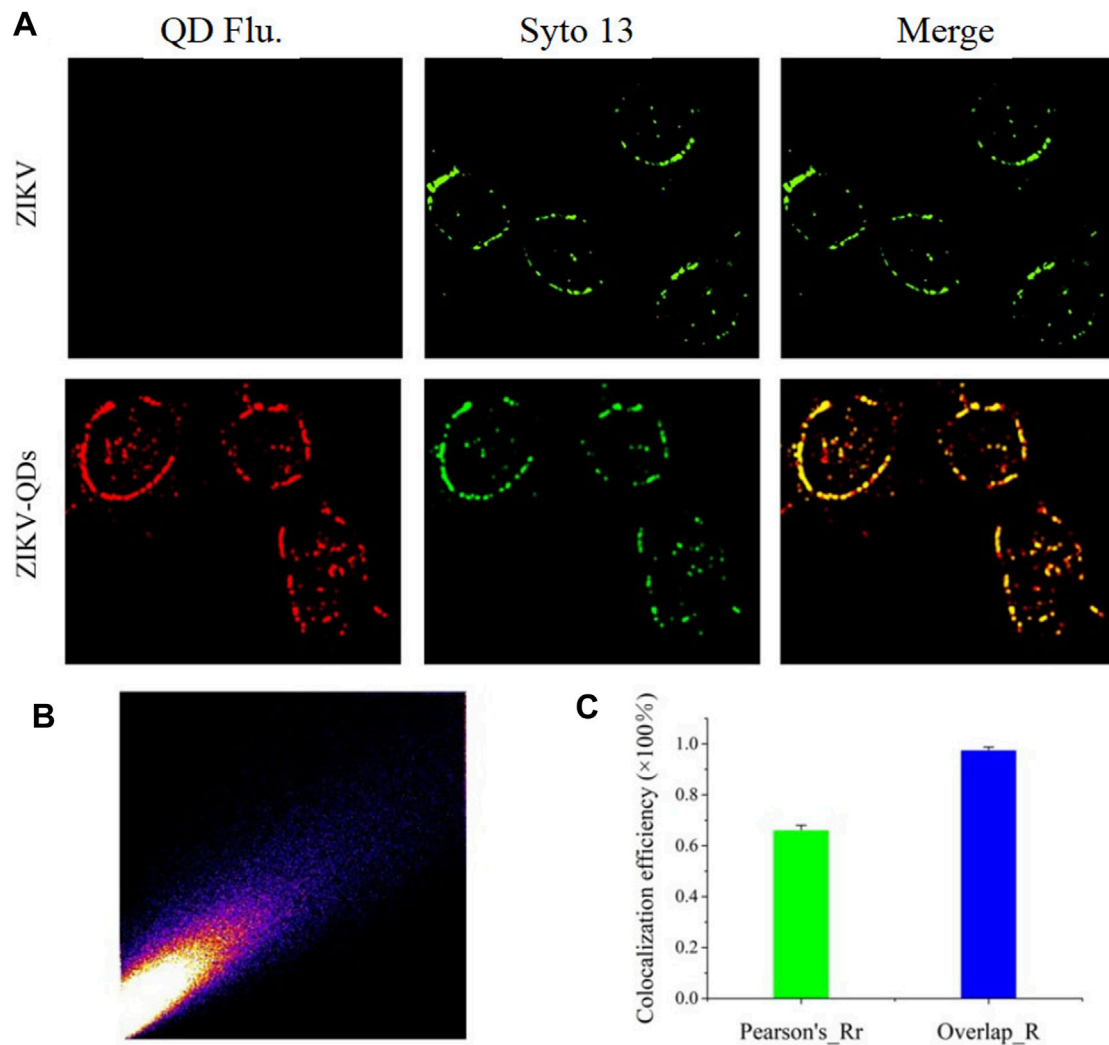 A
QD Flu.
Syto 13
Merge
ZIKV
ZIKV-QDs
B
C
Colocalization efficiency (×100%)
1.0
0.8
0.6
0.4
0.2
0.0
Pearson's_Rr
Overlap_R